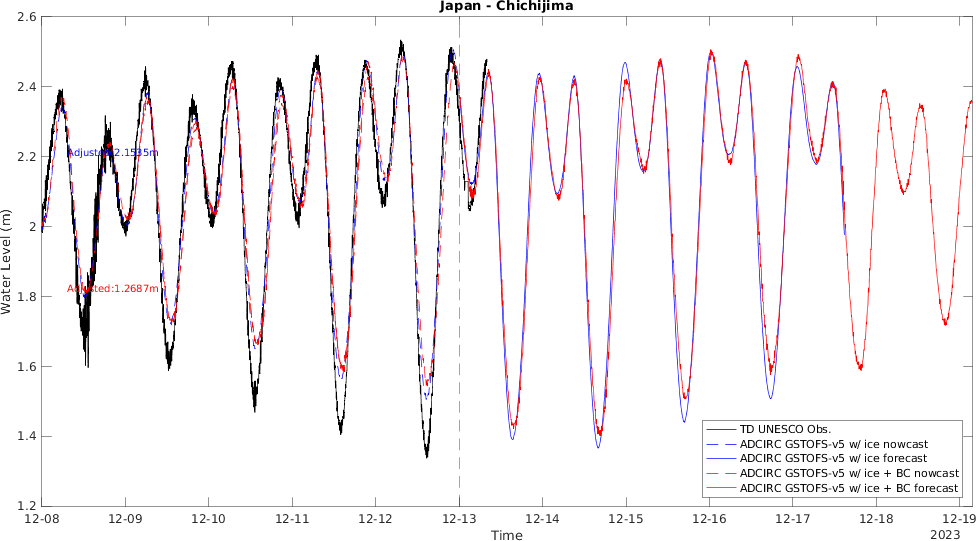 Japan - Chichijima
2.6
2.4
2.2
2
1.8
1.6
1.4
1.2
Water Level (m)
Adjusted:2.1535m
Adjusted:1.2687m
TD UNESCO Obs.
ADCIRC GSTOFS-v5 w/ ice nowcast
ADCIRC GSTOFS-v5 w/ ice forecast
ADCIRC GSTOFS-v5 w/ ice + BC nowcast
ADCIRC GSTOFS-v5 w/ ice + BC forecast
12-08 12-09 12-10 12-11 12-12 12-13 12-14 12-15 12-16 12-17 12-18 12-19
Time
2023